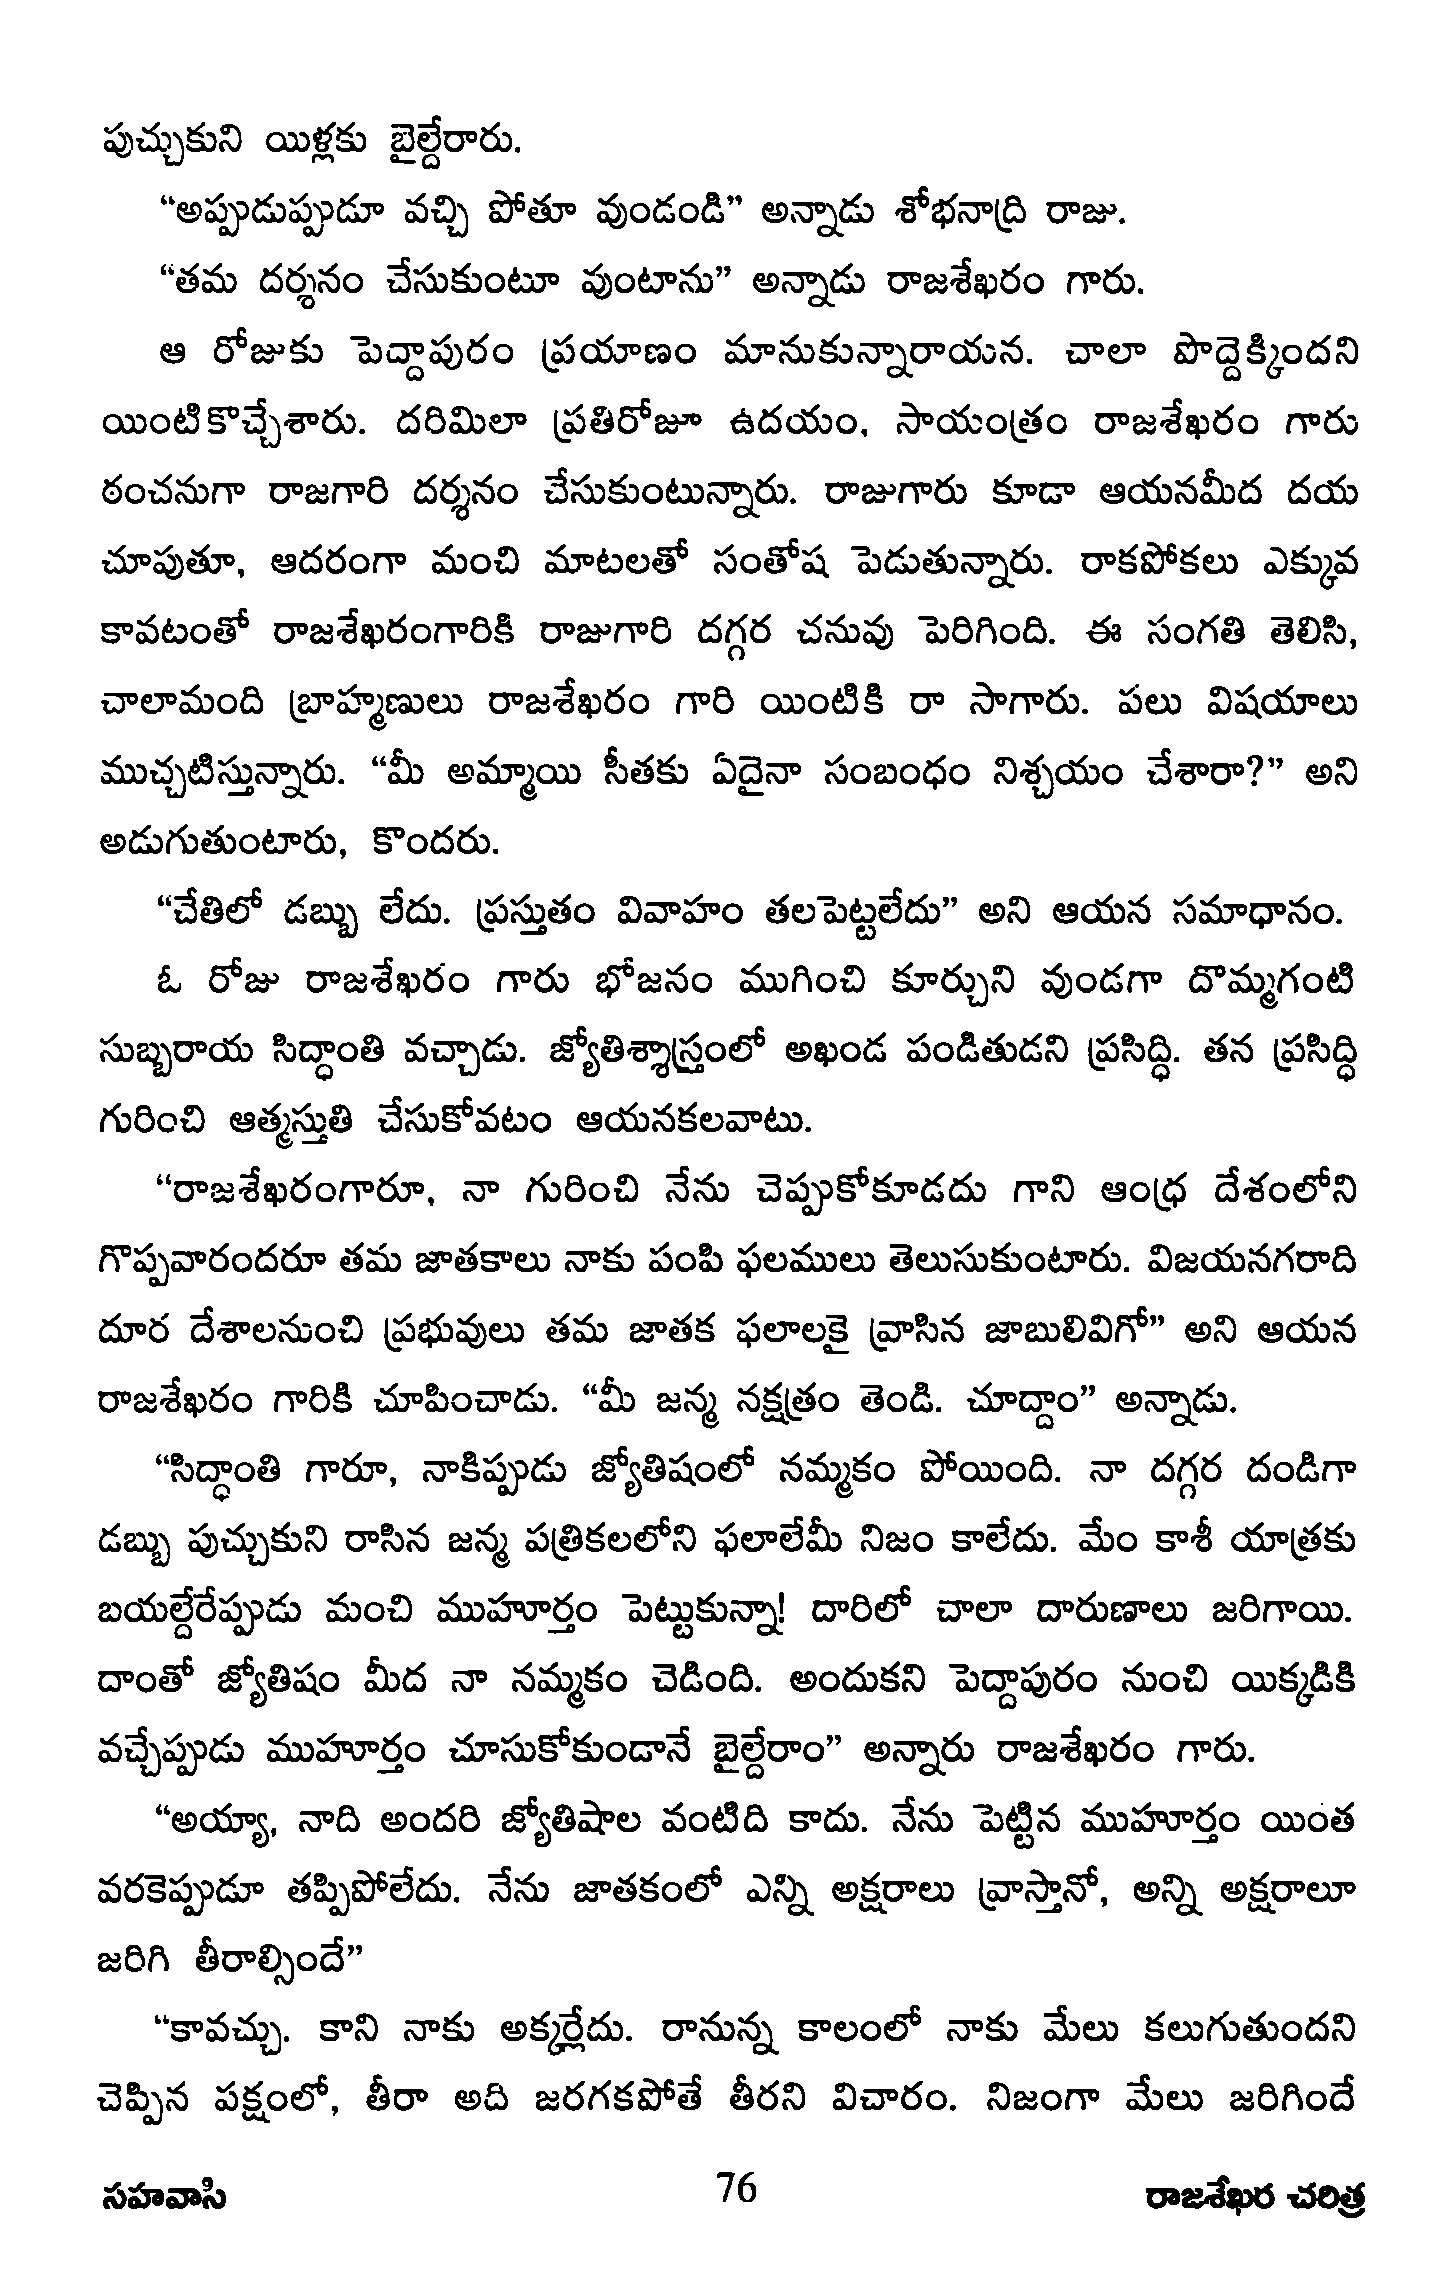 పుచ్చుకుని యిళ్లకు బైల్దేరారు.
“అప్పుడుప్పుడూ వచ్చి పోతూ వుండండి” అన్నాడు శోభనాద్రి రాజు.
“తమ దర్శనం చేసుకుంటూ వుంటాను” అన్నాడు రాజశేఖరం గారు.
ఆ రోజుకు పెద్దాపురం ప్రయాణం మానుకున్నారాయన. చాలా పొద్దెక్కిందని
యింటికొచ్చేశారు. దరిమిలా ప్రతిరోజూ ఉదయం, సాయంత్రం రాజశేఖరం గారు
ఠంచనుగా రాజగారి దర్శనం చేసుకుంటున్నారు. రాజుగారు కూడా ఆయనమీద దయ
చూపుతూ, ఆదరంగా మంచి మాటలతో సంతోష పెడుతున్నారు. రాకపోకలు ఎక్కువ
కావటంతో రాజశేఖరంగారికి రాజుగారి దగ్గర చనువు పెరిగింది. ఈ సంగతి తెలిసి,
చాలామంది బ్రాహ్మణులు రాజశేఖరం గారి యింటికి రా సాగారు. పలు విషయాలు
ముచ్చటిస్తున్నారు. “మీ అమ్మాయి సీతకు ఏదైనా సంబంధం నిశ్చయం చేశారా?” అని
అడుగుతుంటారు, కొందరు.
“చేతిలో డబ్బు లేదు. ప్రస్తుతం వివాహం తలపెట్టలేదు” అని ఆయన సమాధానం.
ఓ రోజు రాజశేఖరం గారు భోజనం ముగించి కూర్చుని వుండగా దొమ్మగంటి
సుబ్బరాయ సిద్ధాంతి వచ్చాడు. జ్యోతిశ్శాస్త్రంలో అఖండ పండితుడని ప్రసిద్ధి. తన ప్రసిద్ధి
గురించి ఆత్మస్తుతి చేసుకోవటం ఆయనకలవాటు.
“రాజశేఖరంగారూ, నా గురించి నేను చెప్పుకోకూడదు గాని ఆంధ్ర దేశంలోని
గొప్పవారందరూ తమ జాతకాలు నాకు పంపి ఫలములు తెలుసుకుంటారు. విజయనగరాది
దూర దేశాలనుంచి ప్రభువులు తమ జాతక ఫలాలకై వ్రాసిన జాబులివిగో” అని ఆయన
రాజశేఖరం గారికి చూపించాడు. “మీ జన్మ నక్షత్రం తెండి. చూద్దాం” అన్నాడు.
“సిద్ధాంతి గారూ, నాకిప్పుడు జ్యోతిషంలో నమ్మకం పోయింది. నా దగ్గర దండిగా
డబ్బు పుచ్చుకుని రాసిన జన్మ పత్రికలలోని ఫలాలేమీ నిజం కాలేదు. మేం కాశీ యాత్రకు
బయల్దేరేప్పుడు మంచి ముహూర్తం పెట్టుకున్నా! దారిలో చాలా దారుణాలు జరిగాయి.
దాంతో జ్యోతిషం మీద నా నమ్మకం చెడింది. అందుకని పెద్దాపురం నుంచి యిక్కడికి
వచ్చేప్పుడు ముహూర్తం చూసుకోకుండానే బైల్దేరాం” అన్నారు రాజశేఖరం గారు.
“అయ్యా, నాది అందరి జ్యోతిషాల వంటిది కాదు. నేను పెట్టిన ముహూర్తం యింత
వరకెప్పుడూ తప్పిపోలేదు. నేను జాతకంలో ఎన్ని అక్షరాలు వ్రాస్తానో, అన్ని అక్షరాలూ
జరిగి తీరాల్సిందే”
“కావచ్చు. కాని నాకు అక్కర్లేదు. రానున్న కాలంలో నాకు మేలు కలుగుతుందని
చెప్పిన పక్షంలో, తీరా అది జరగకపోతే తీరని విచారం. నిజంగా మేలు జరిగిందే
సహవాసి 76 రాజశేఖర చరిత్ర